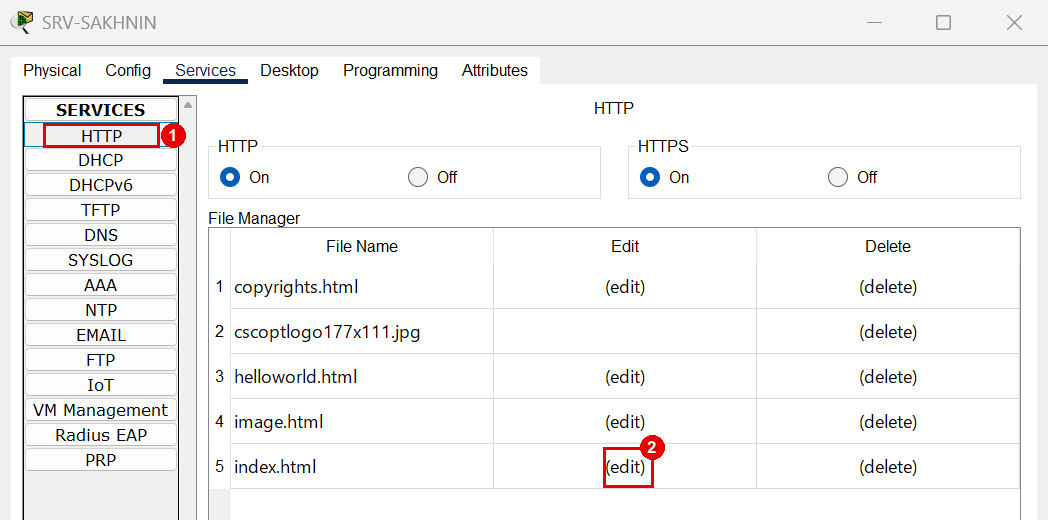 SRV-SAKHNIN
Physical Config Services Desktop Programming Attributes
SERVICES
HTTP 1
DHCP
DHCPv6
TFTP
DNS
SYSLOG
AAA
NTP
EMAIL
FTP
IoT
VM Management
Radius EAP
PRP
HTTP
HTTP
On Off
HTTPS
On Off
File Manager
File Name Edit Delete
1 copyrights.html (edit) (delete)
2 cscoptlogo177x111.jpg (delete)
3 helloworld.html (edit) (delete)
4 image.html (edit) (delete)
2
5 index.html (edit) (delete)